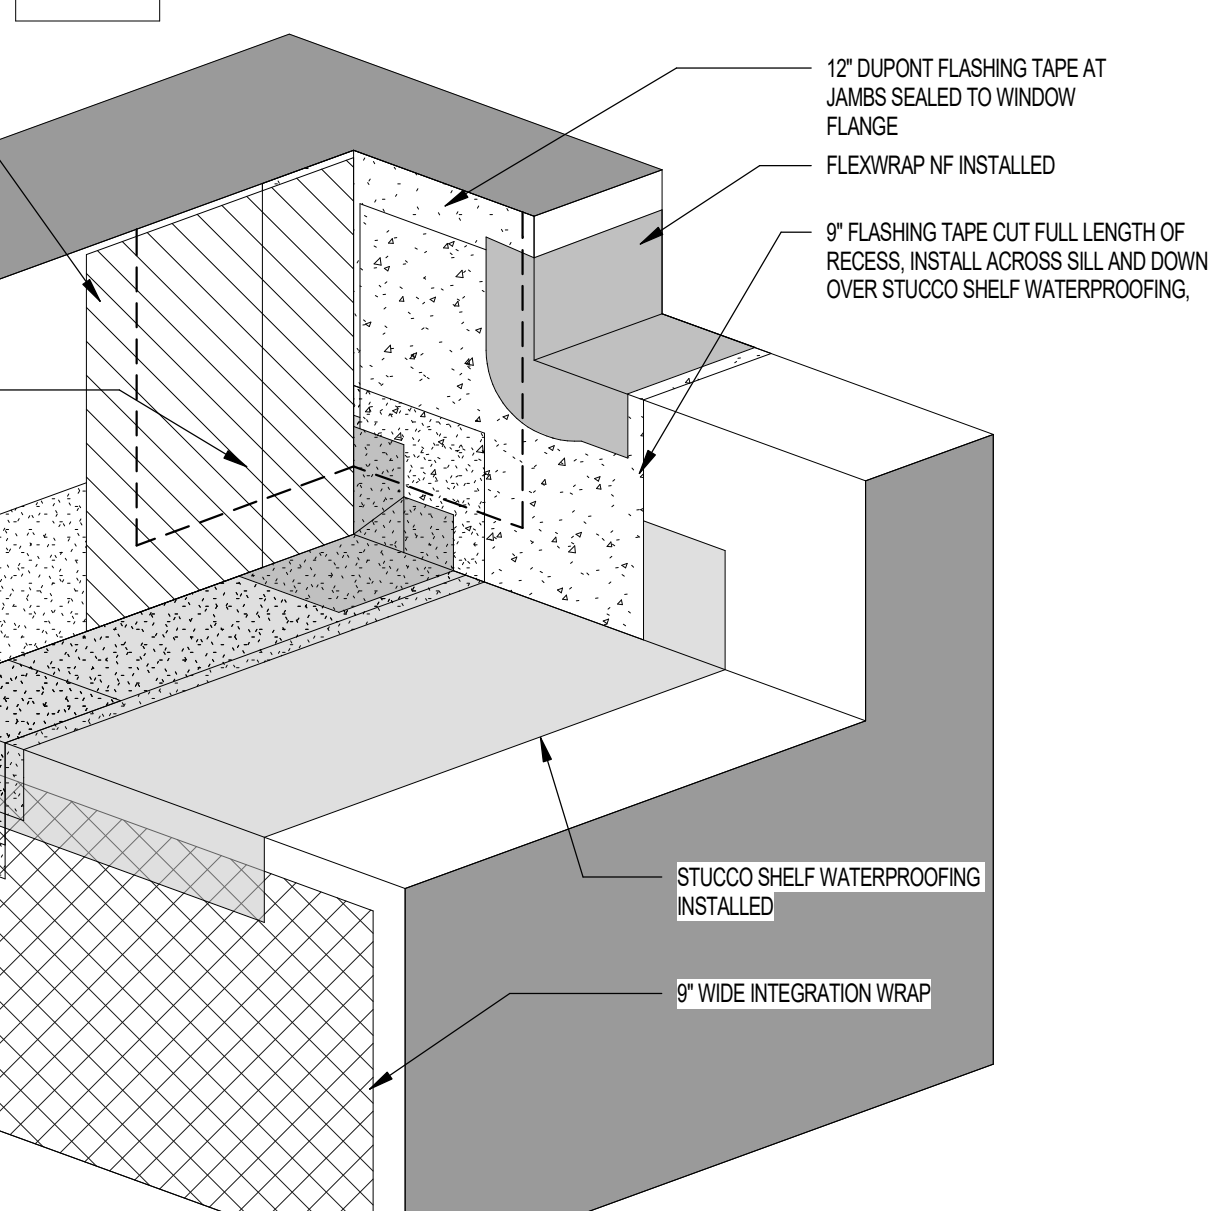 12" DUPONT FLASHING TAPE AT
JAMBS SEALED TO WINDOW
FLANGE
FLEXWRAP NF INSTALLED
9" FLASHING TAPE CUT FULL LENGTH OF
RECESS, INSTALL ACROSS SILL AND DOWN
OVER STUCCO SHELF WATERPROOFING,
STUCCO SHELF WATERPROOFING
INSTALLED
9" WIDE INTEGRATION WRAP